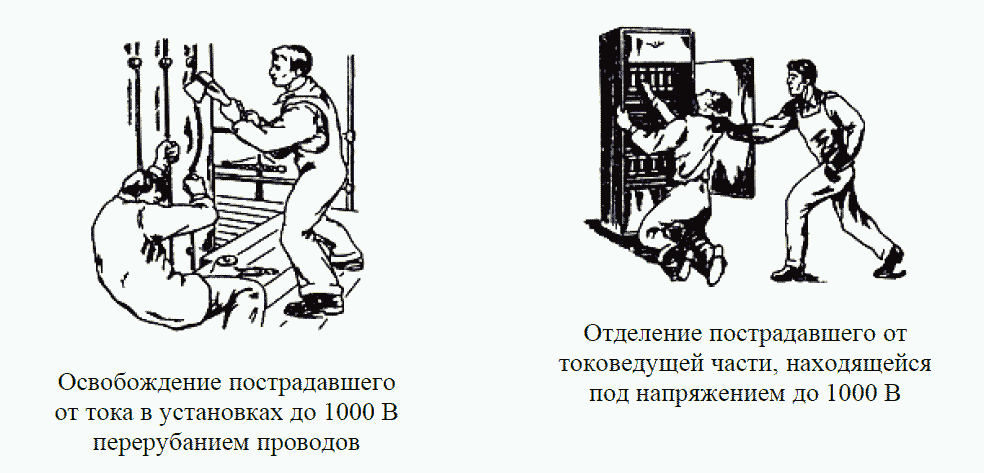 Освобождение пострадавшего
от тока в установках до 1000 В
перерубанием проводов
Отделение пострадавшего от
токоведущей части, находящейся
под напряжением до 1000 В